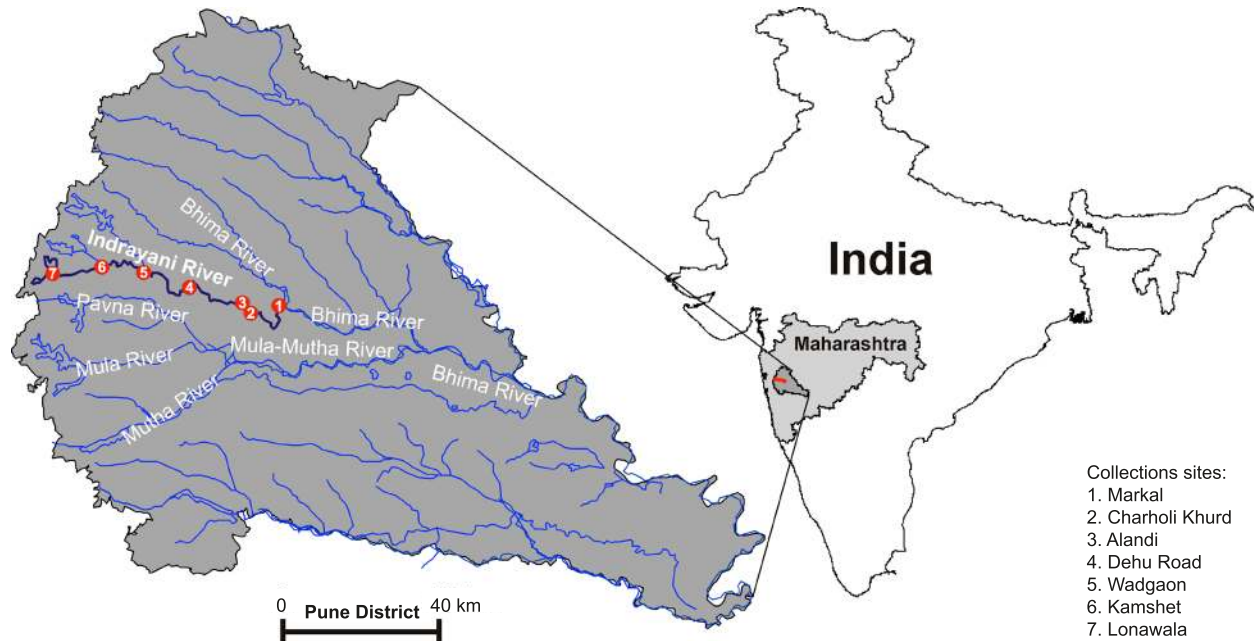 Bhima River
Indrayani River
7
6
5
4
3
2
1
Pavna River
Bhima River
Mula-Mutha River
Mula River
Bhima River
Mutha River
India
Maharashtra
0 Pune District 40 km
Collections sites:
1. Markal
2. Charholi Khurd
3. Alandi
4. Dehu Road
5. Wadgaon
6. Kamshet
7. Lonawala